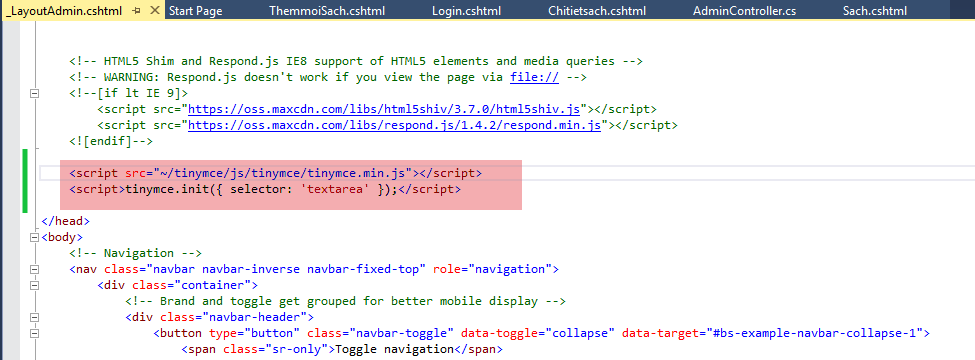 _LayoutAdmin.cshtml Start Page ThemmoiSach.cshtml Login.cshtml Chitietsach.cshtml AdminController.cs Sach.cshtml
<!-- HTML5 Shim and Respond.js IE8 support of HTML5 elements and media queries -->
<!-- WARNING: Respond.js doesn't work if you view the page via file:// -->
<!--[if lt IE 9]>
<script src="https://oss.maxcdn.com/libs/html5shiv/3.7.0/html5shiv.js"></script>
<script src="https://oss.maxcdn.com/libs/respond.js/1.4.2/respond.min.js"></script>
<![endif]-->
<script src="~/tinymce/js/tinymce/tinymce.min.js"></script>
<script>tinymce.init({ selector: 'textarea' });</script>
</head>
<body>
<!-- Navigation -->
<nav class="navbar navbar-inverse navbar-fixed-top" role="navigation">
<div class="container">
<!-- Brand and toggle get grouped for better mobile display -->
<div class="navbar-header">
<button type="button" class="navbar-toggle" data-toggle="collapse" data-target="#bs-example-navbar-collapse-1">
<span class="sr-only">Toggle navigation</span>